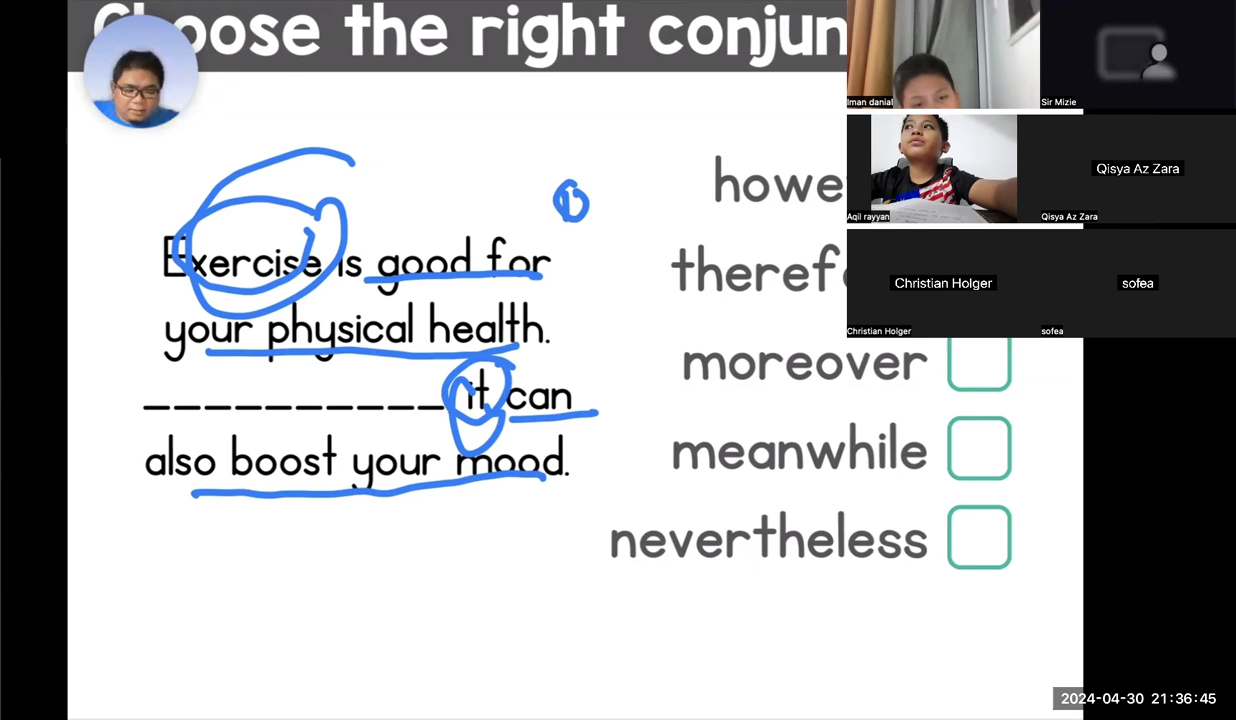 Choose the right conjun
Exercise is good for
your physical health.
___________ it can
also boost your mood.
1
howe
theref
moreover
meanwhile
nevertheless
Iman danial
Sir Mizie
Aqil rayyan
Qisya Az Zara
Qisya Az Zara
Christian Holger
Christian Holger
sofea
sofea
2024-04-30 21:36:45